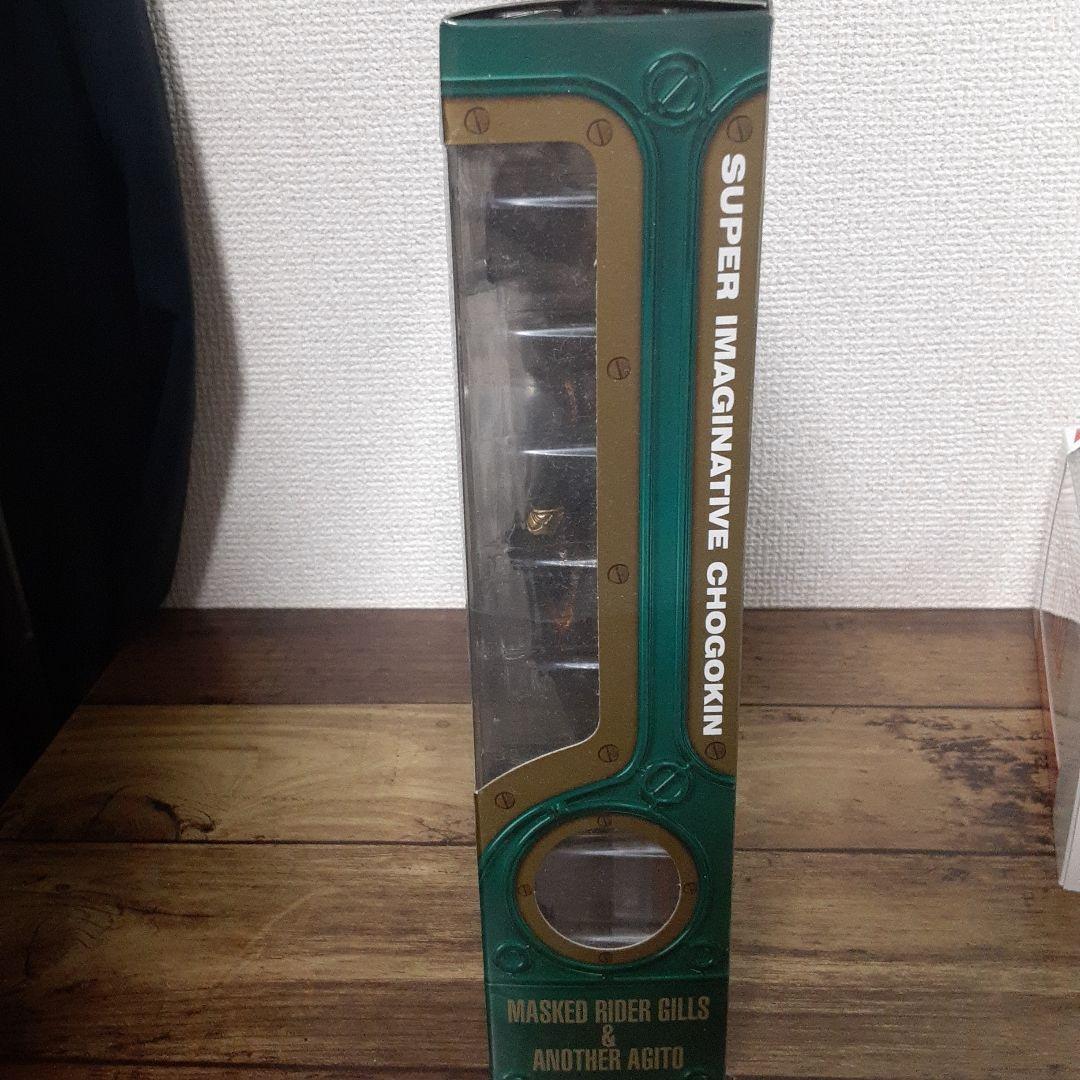 SUPER IMAGINATIVE CHOGOKIN
MASKED RIDER GILLS
&
ANOTHER AGITO